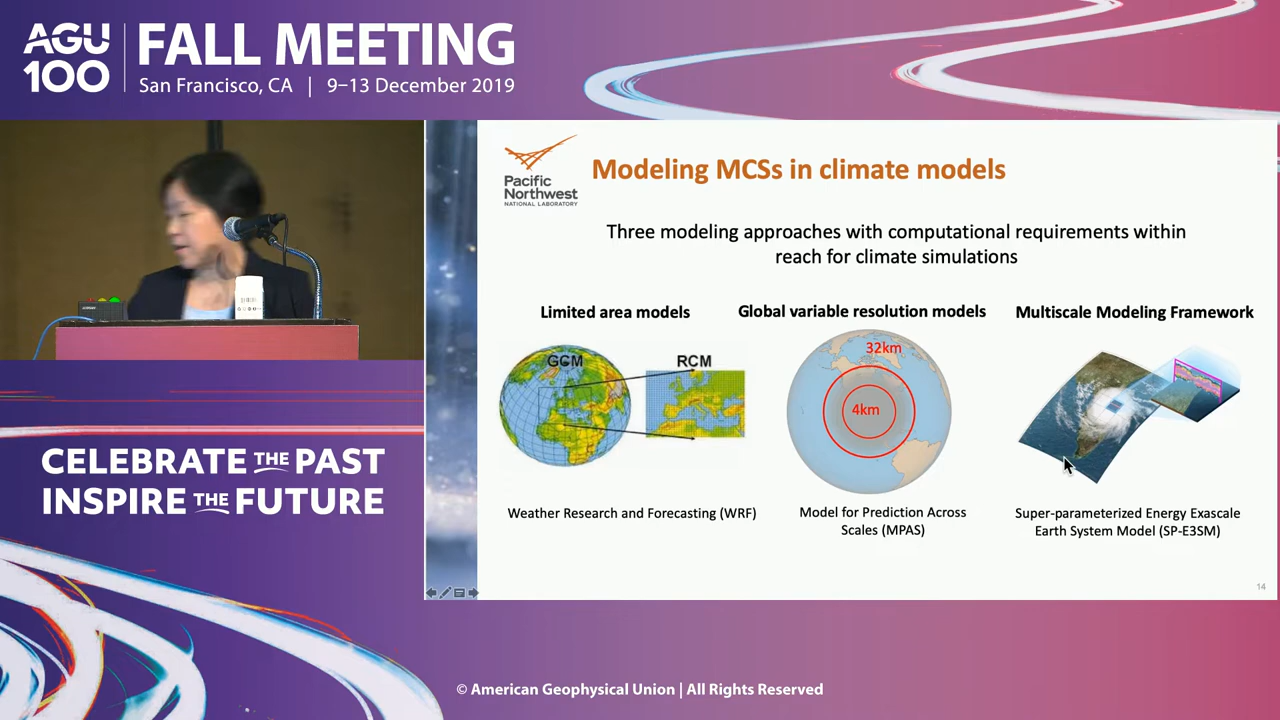 AGU
100
FALL MEETING
San Francisco, CA | 9–13 December 2019
Pacific
Northwest
NATIONAL LABORATORY
Modeling MCSs in climate models
Three modeling approaches with computational requirements within
reach for climate simulations
Limited area models
Global variable resolution models
Multiscale Modeling Framework
GCM
RCM
32km
4km
Weather Research and Forecasting (WRF)
Model for Prediction Across
Scales (MPAS)
Super-parameterized Energy Exascale
Earth System Model (SP-E3SM)
14
CELEBRATE THE PAST
INSPIRE THE FUTURE
© American Geophysical Union | All Rights Reserved